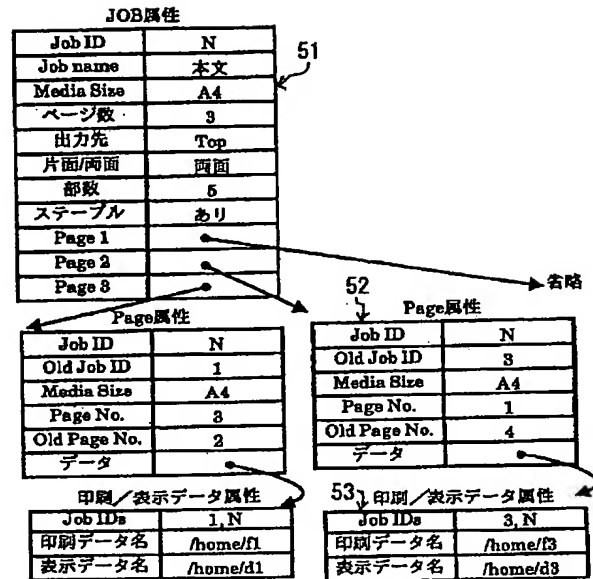 JOB属性
51
Job ID N
Job name 本文
Media Size A4
ページ数 3
出力先 Top
片面/両面 両面
部数 5
ステープル あり
Page 1
Page 2
Page 3
省略
Page属性
Job ID N
Old Job ID 1
Media Size A4
Page No. 3
Old Page No. 2
データ
52
Page属性
Job ID N
Old Job ID 3
Media Size A4
Page No. 1
Old Page No. 4
データ
印刷/表示データ属性
Job IDs 1, N
印刷データ名 /home/f1
表示データ名 /home/d1
53
印刷/表示データ属性
Job IDs 3, N
印刷データ名 /home/f3
表示データ名 /home/d3